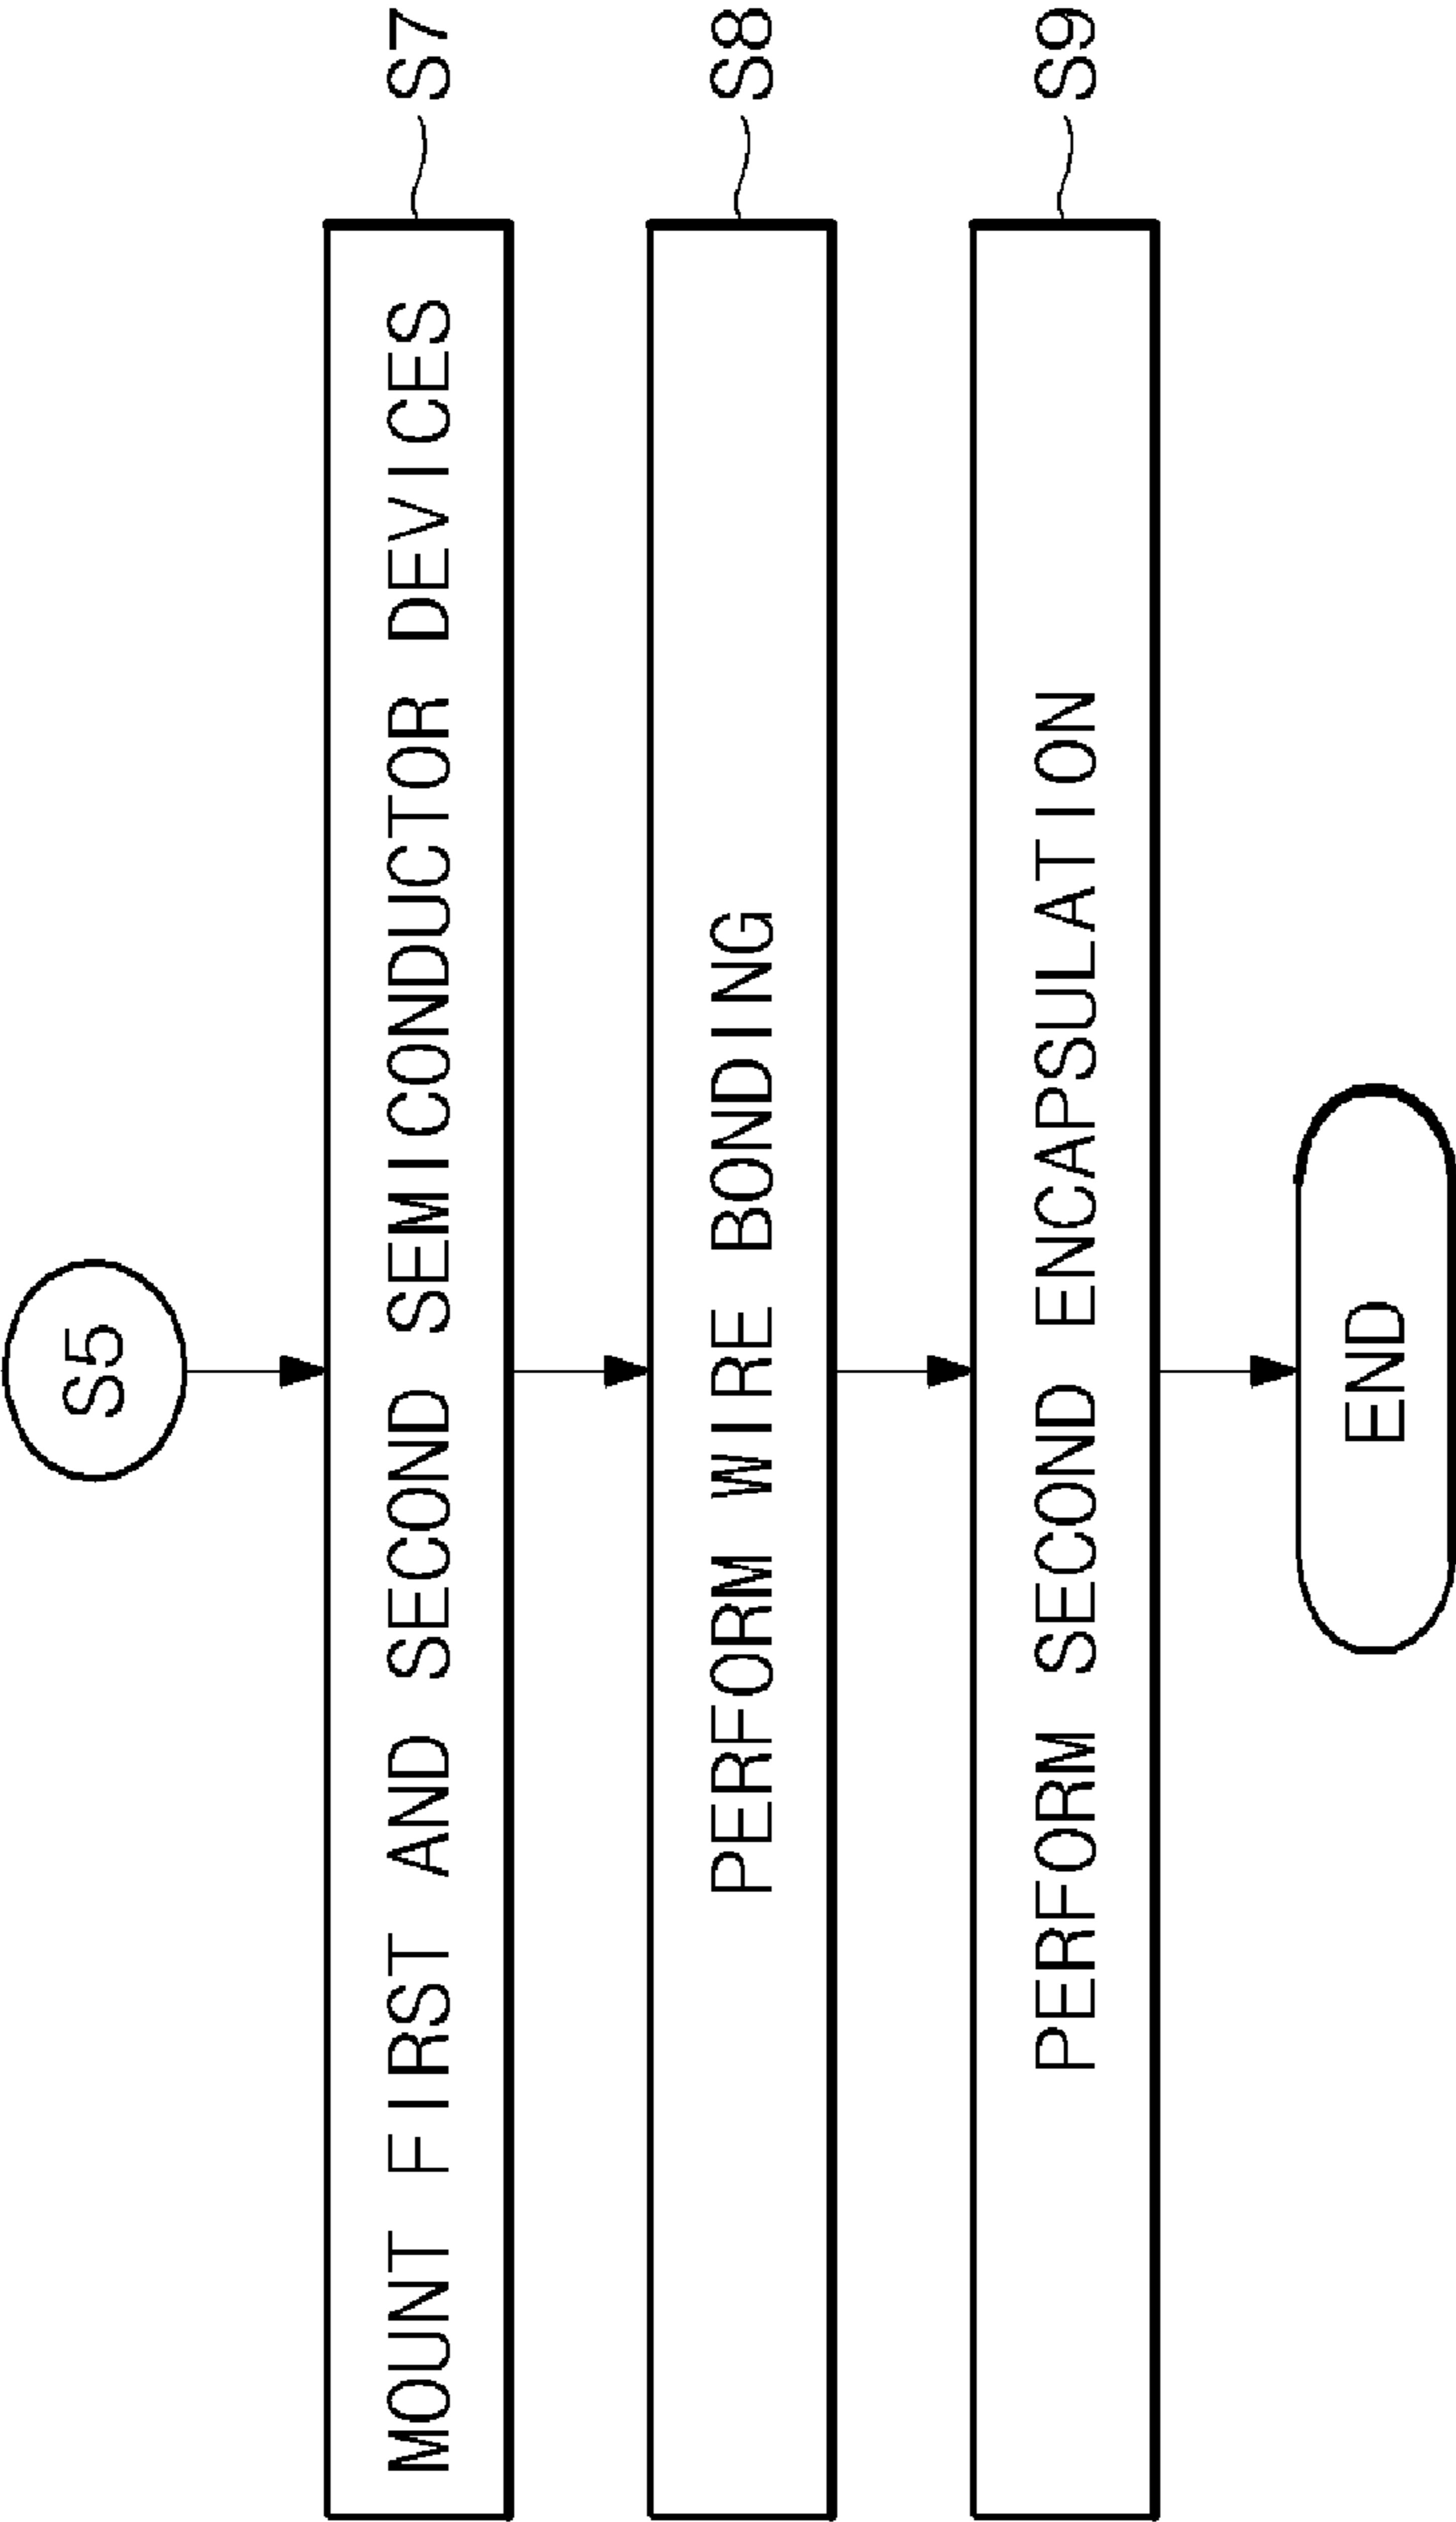 S5
MOUNT FIRST AND SECOND SEMICONDUCTOR DEVICES
S7
PERFORM WIRE BONDING
S8
PERFORM SECOND ENCAPSULATION
S9
END